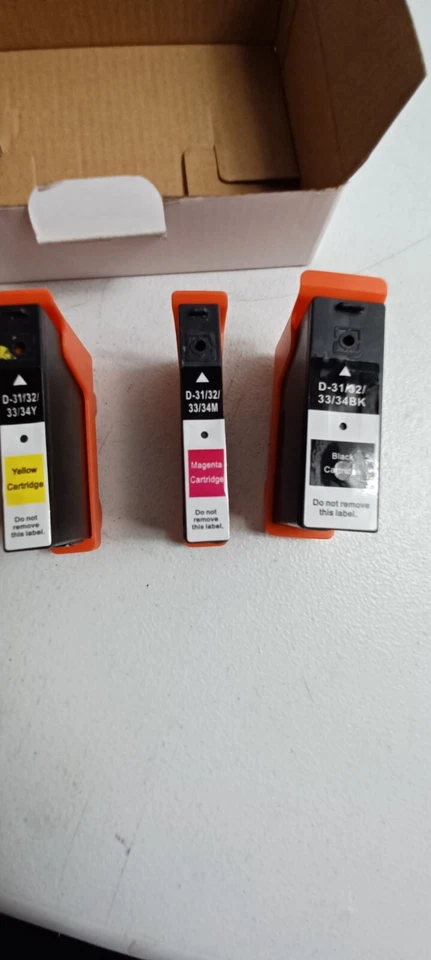 D-31/32/
33/34Y
Yellow
Cartridge
Do not
remove
this label.
D-31/32/
33/34M
Magenta
Cartridge
Do not
remove
this label.
D-31/32/
33/34BK
Black
Cartridge
Do not remove
this label.